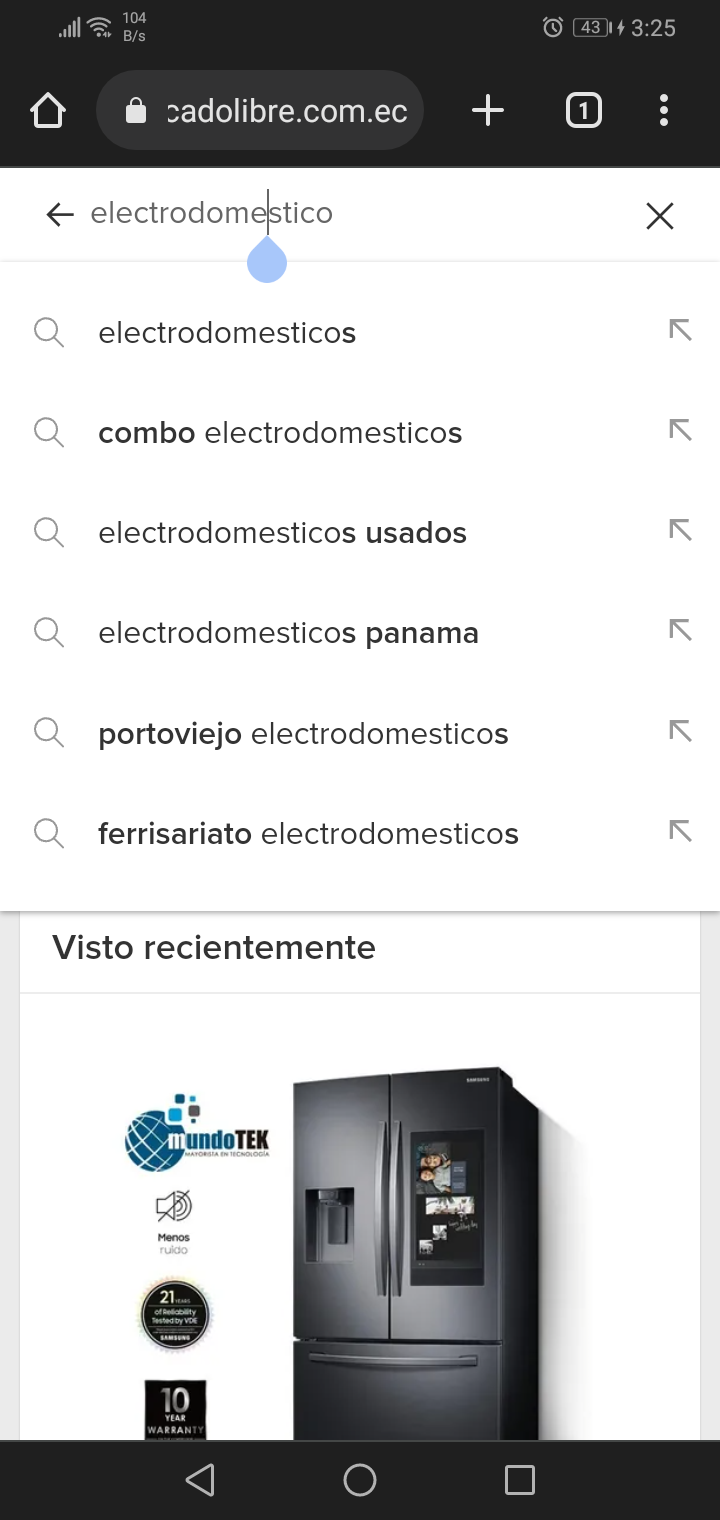 104
B/s
43
3:25
cadolibre.com.ec
1
electrodomestico
electrodomesticos
combo electrodomesticos
electrodomesticos usados
electrodomesticos panama
portoviejo electrodomesticos
ferrisariato electrodomesticos
Visto recientemente
SAMSUNG
mundoTEK
MAYORISTA EN TECNOLOGÍA
Menos
ruido
21 YEARS
of Reliability
Tested by VDE
SAMSUNG
10
YEAR
WARRANTY